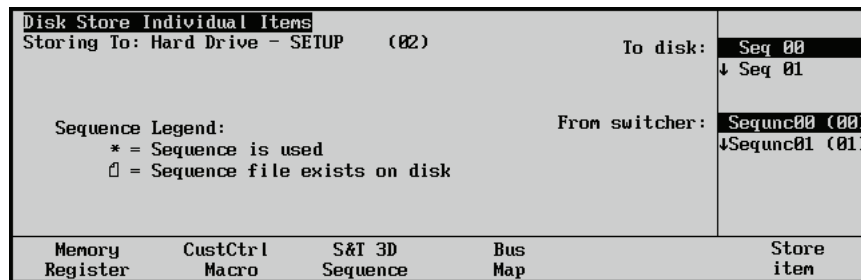 Disk Store Individual Items
Storing To: Hard Drive - SETUP (02)
To disk: Seq 00
↓ Seq 01
Sequence Legend:
* = Sequence is used
= Sequence file exists on disk
From switcher: Sequnc00 (00)
↓Sequnc01 (01)
Memory Register
CustCtrl Macro
S&T 3D Sequence
Bus Map
Store item